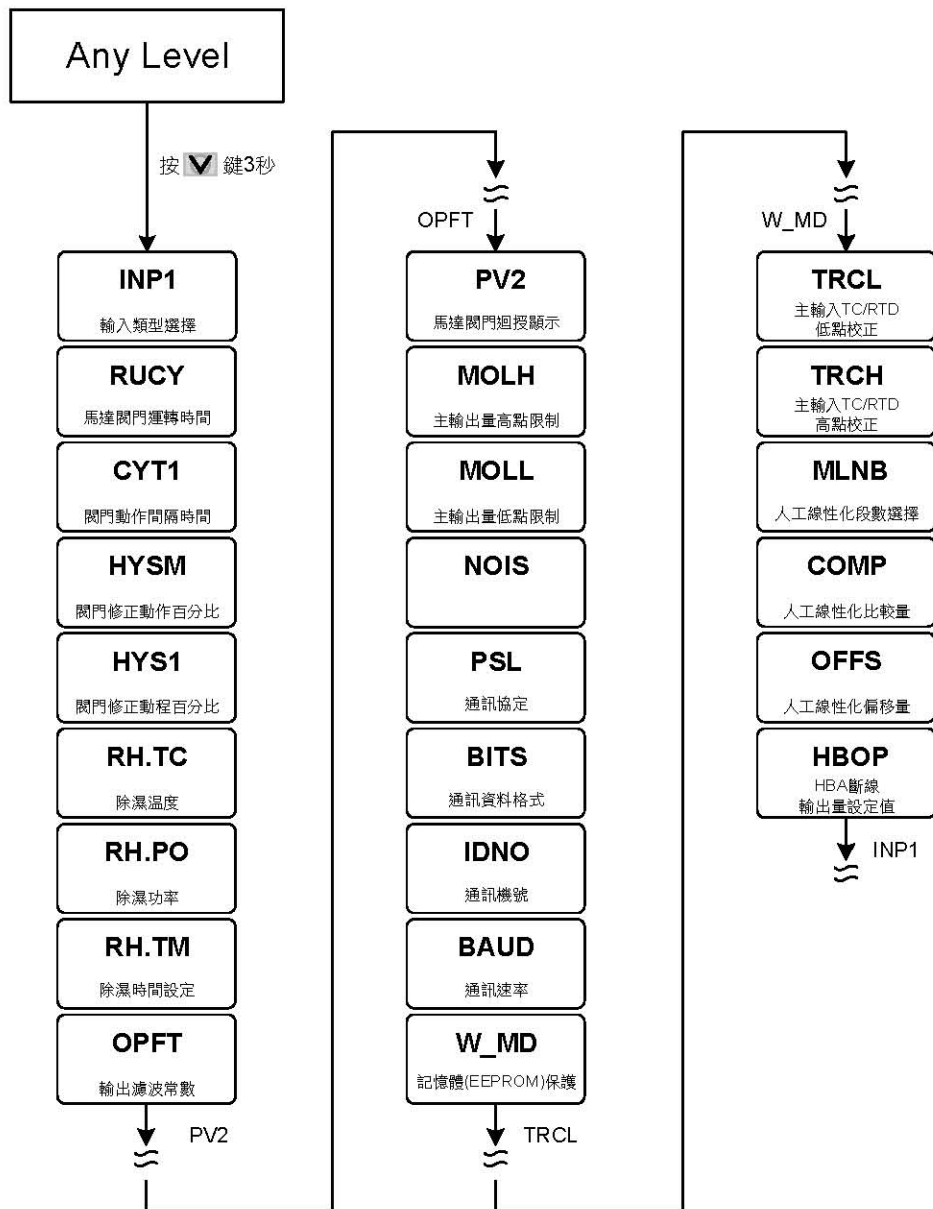 Any Level
按 V 鍵3秒
INP1
輸入類型選擇
RUCY
馬達閥門運轉時間
CYT1
閥門動作間隔時間
HYSM
閥門修正動作百分比
HYS1
閥門修正動程百分比
RH.TC
除濕温度
RH.PO
除濕功率
RH.TM
除濕時間設定
OPFT
輸出濾波常數
PV2
OPFT
PV2
馬達閥門迴授顯示
MOLH
主輸出量高點限制
MOLL
主輸出量低點限制
NOIS
PSL
通訊協定
BITS
通訊資料格式
IDNO
通訊機號
BAUD
通訊速率
W_MD
記憶體(EEPROM)保護
TRCL
W_MD
TRCL
主輸入TC/RTD
低點校正
TRCH
主輸入TC/RTD
高點校正
MLNB
人工線性化段數選擇
COMP
人工線性化比較量
OFFS
人工線性化偏移量
HBOP
HBA斷線
輸出量設定值
INP1